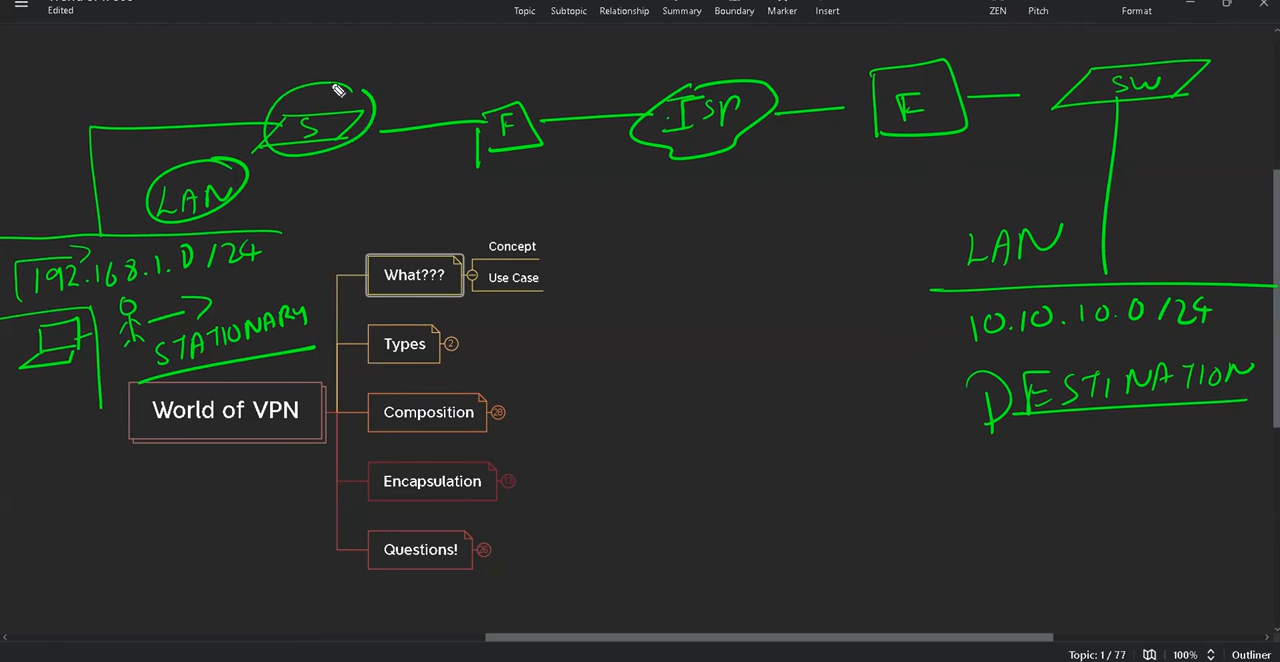 Edited
Topic
Subtopic
Relationship
Summary
Boundary
Marker
Insert
ZEN
Pitch
Format
S
F
ISP
F
SW
LAN
192.168.1.0/24
STATIONARY
LAN
10.10.10.0/24
DESTINATION
World of VPN
What???
Concept
Use Case
Types
2
Composition
28
Encapsulation
13
Questions!
26
Topic: 1 / 77
100%
Outliner